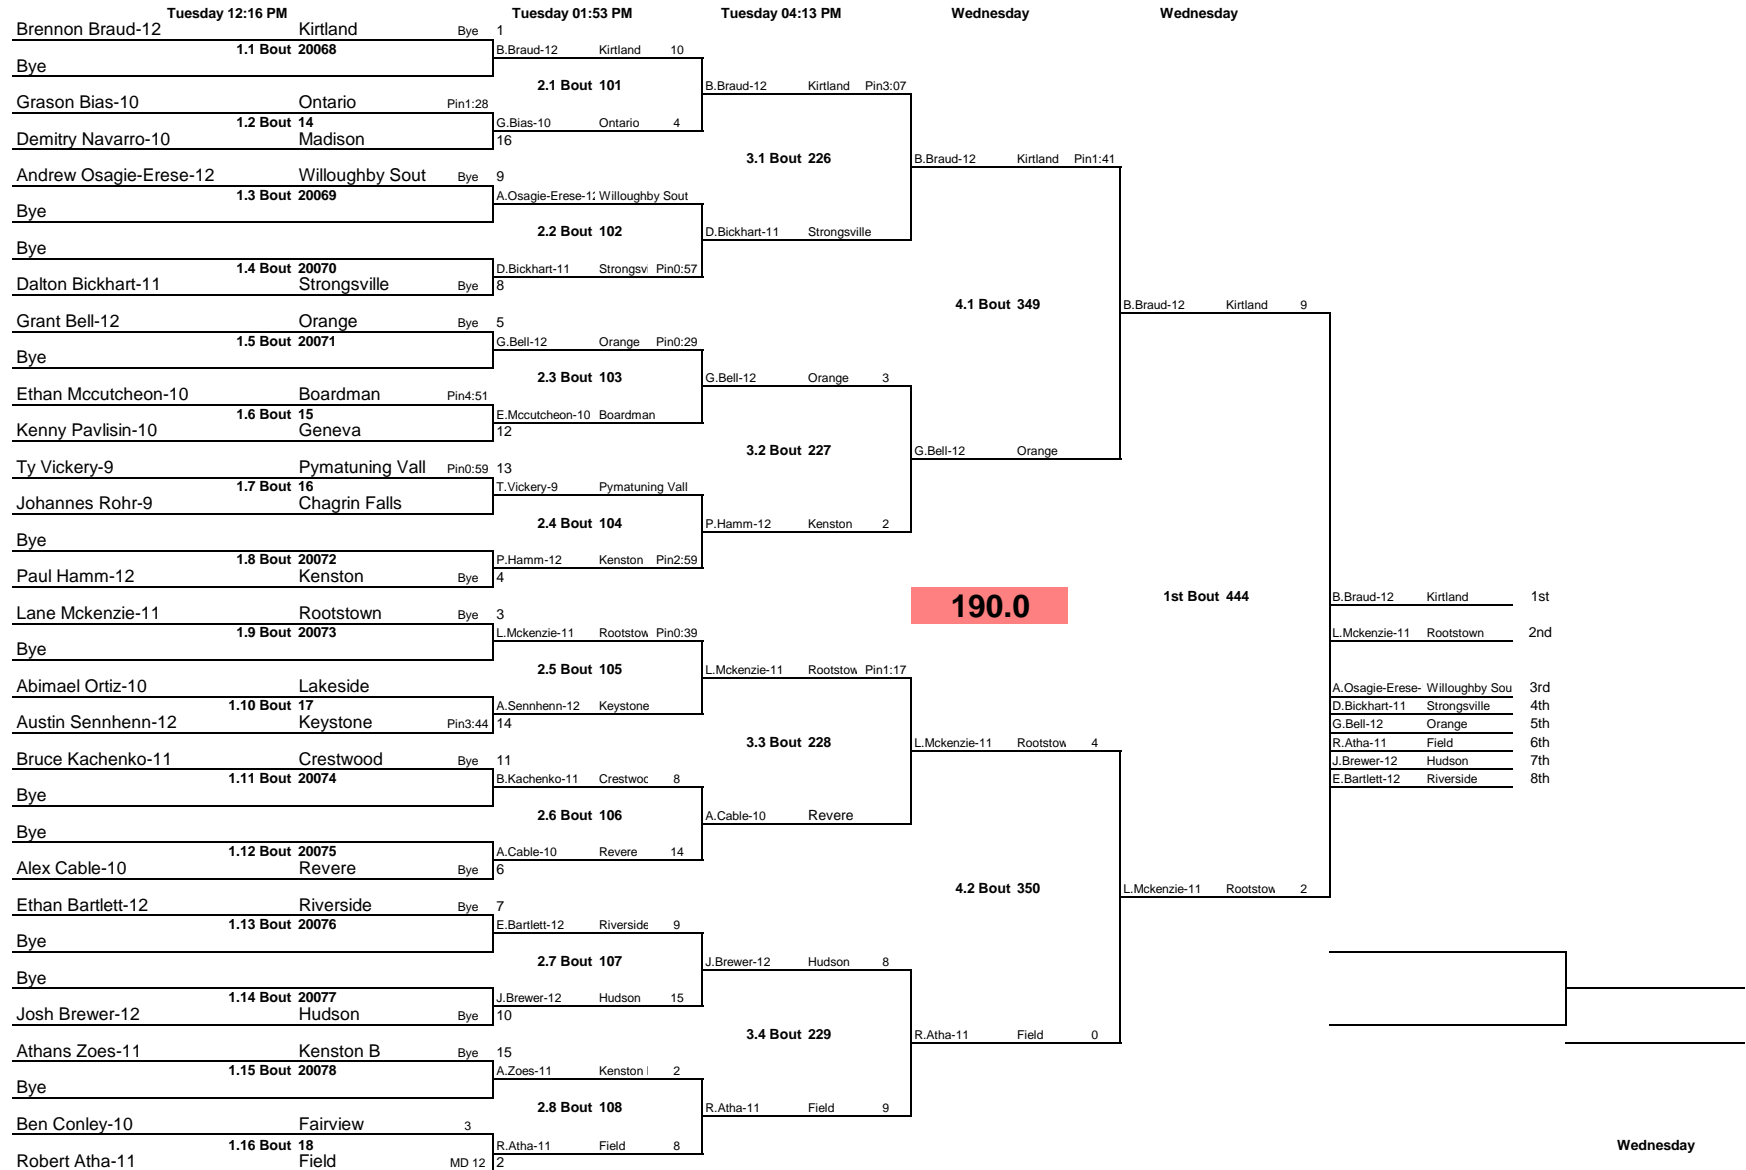 Tuesday 12:16 PM Tuesday 01:53 PM Tuesday 04:13 PM Wednesday Wednesday
Brennon Braud-12 Kirtland Bye 1
1.1 Bout 20068
B.Braud-12 Kirtland 10
Bye
2.1 Bout 101
B.Braud-12 Kirtland Pin3:07
Grason Bias-10 Ontario Pin1:28
1.2 Bout 14
G.Bias-10 Ontario 4
Demitry Navarro-10 Madison 16
3.1 Bout 226
B.Braud-12 Kirtland Pin1:41
Andrew Osagie-Erese-12 Willoughby Sout Bye 9
1.3 Bout 20069
A.Osagie-Erese-12 Willoughby Sout
Bye
2.2 Bout 102
D.Bickhart-11 Strongsville
Bye
1.4 Bout 20070
D.Bickhart-11 Strongsvi Pin0:57
Dalton Bickhart-11 Strongsville Bye 8
4.1 Bout 349
B.Braud-12 Kirtland 9
Grant Bell-12 Orange Bye 5
1.5 Bout 20071
G.Bell-12 Orange Pin0:29
Bye
2.3 Bout 103
G.Bell-12 Orange 3
Ethan Mccutcheon-10 Boardman Pin4:51
1.6 Bout 15
E.Mccutcheon-10 Boardman
Kenny Pavlisin-10 Geneva 12
3.2 Bout 227
G.Bell-12 Orange
Ty Vickery-9 Pymatuning Vall Pin0:59 13
1.7 Bout 16
T.Vickery-9 Pymatuning Vall
Johannes Rohr-9 Chagrin Falls
2.4 Bout 104
P.Hamm-12 Kenston 2
Bye
1.8 Bout 20072
P.Hamm-12 Kenston Pin2:59
Paul Hamm-12 Kenston Bye 4
190.0
1st Bout 444
B.Braud-12 Kirtland 1st
Lane Mckenzie-11 Rootstown Bye 3
1.9 Bout 20073
L.Mckenzie-11 Rootstow Pin0:39
L.Mckenzie-11 Rootstown 2nd
Bye
2.5 Bout 105
L.Mckenzie-11 Rootstow Pin1:17
Abimael Ortiz-10 Lakeside
A.Osagie-Erese- Willoughby Sou 3rd
1.10 Bout 17
A.Sennhenn-12 Keystone
D.Bickhart-11 Strongsville 4th
Austin Sennhenn-12 Keystone Pin3:44 14
G.Bell-12 Orange 5th
3.3 Bout 228
L.Mckenzie-11 Rootstow 4
R.Atha-11 Field 6th
Bruce Kachenko-11 Crestwood Bye 11
J.Brewer-12 Hudson 7th
1.11 Bout 20074
B.Kachenko-11 Crestwoo 8
E.Bartlett-12 Riverside 8th
Bye
2.6 Bout 106
A.Cable-10 Revere
Bye
1.12 Bout 20075
A.Cable-10 Revere 14
Alex Cable-10 Revere Bye 6
4.2 Bout 350
L.Mckenzie-11 Rootstow 2
Ethan Bartlett-12 Riverside Bye 7
1.13 Bout 20076
E.Bartlett-12 Riverside 9
Bye
2.7 Bout 107
J.Brewer-12 Hudson 8
Bye
1.14 Bout 20077
J.Brewer-12 Hudson 15
Josh Brewer-12 Hudson Bye 10
3.4 Bout 229
R.Atha-11 Field 0
Athans Zoes-11 Kenston B Bye 15
1.15 Bout 20078
A.Zoes-11 Kenston 2
Bye
2.8 Bout 108
R.Atha-11 Field 9
Ben Conley-10 Fairview 3
1.16 Bout 18
R.Atha-11 Field 8
Wednesday
Robert Atha-11 Field MD 12 2